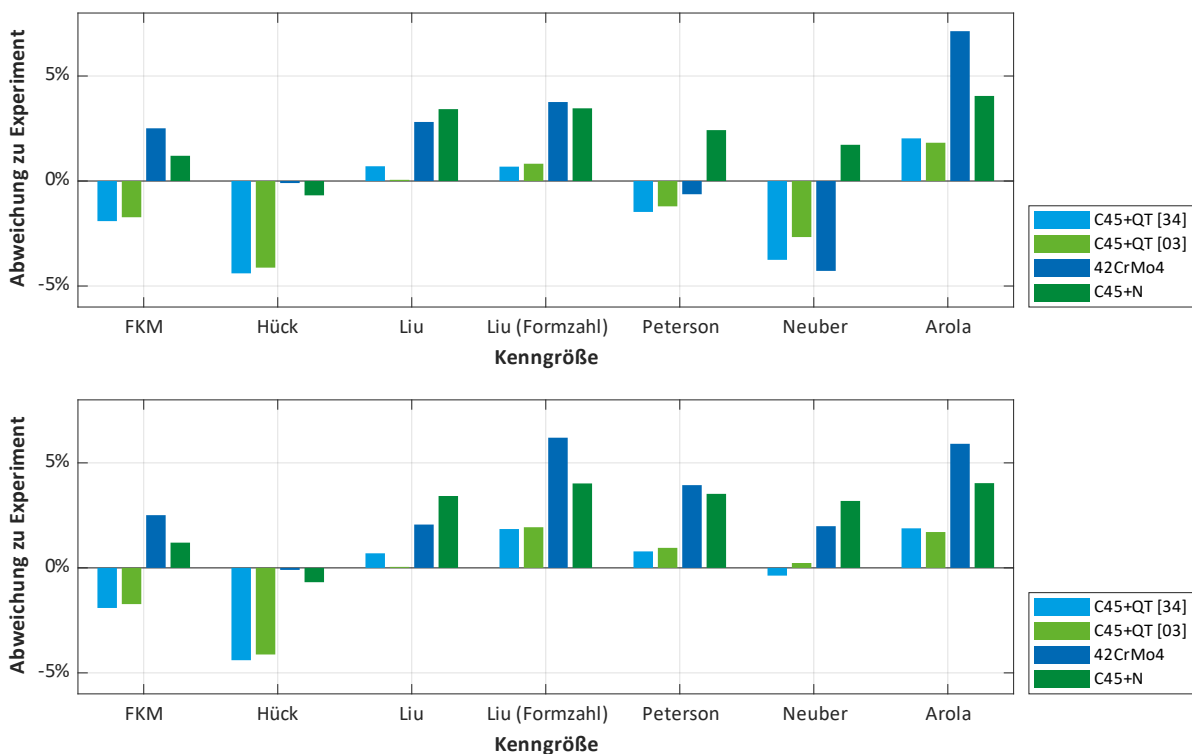 Abweichung zu Experiment
5%
0%
-5%
FKM Hück Liu Liu (Formzahl) Peterson Neuber Arola
Kenngröße
C45+QT [34]
C45+QT [03]
42CrMo4
C45+N
Abweichung zu Experiment
5%
0%
-5%
FKM Hück Liu Liu (Formzahl) Peterson Neuber Arola
Kenngröße
C45+QT [34]
C45+QT [03]
42CrMo4
C45+N